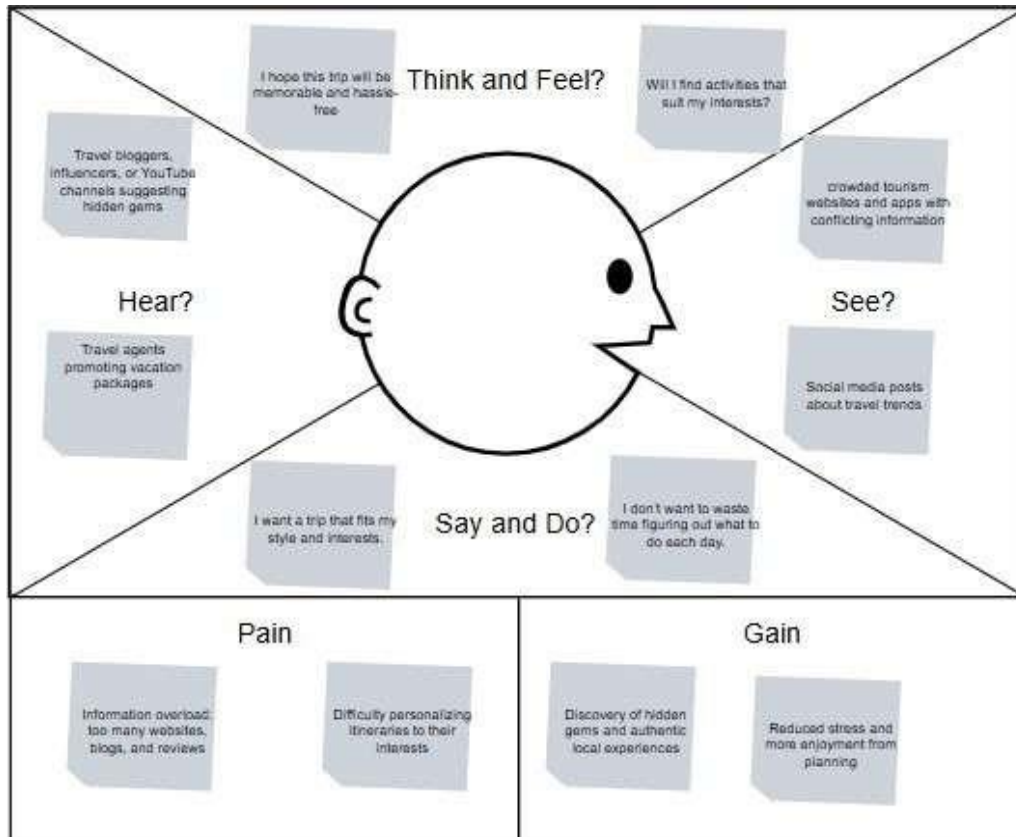 Think and Feel?
I hope this trip will be
memorable and hassle-
free
Will I find activities that
suit my interests?
Travel bloggers,
influencers, or YouTube
channels suggesting
hidden gems
crowded tourism
websites and apps with
conflicting information
Hear?
See?
Travel agents
promoting vacation
packages
Social media posts
about travel trends
Say and Do?
I want a trip that fits my
style and interests.
I don't want to waste
time figuring out what to
do each day.
Pain
Information overload:
too many websites,
blogs, and reviews
Difficulty personalizing
itineraries to their
interests
Gain
Discovery of hidden
gems and authentic
local experiences
Reduced stress and
more enjoyment from
planning